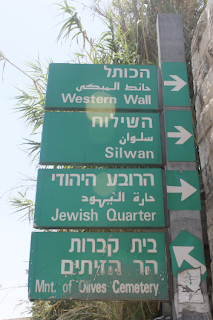 הכותל
حائط المبكى
Western Wall
השילוח
سلوان
Silwan
הרובע היהודי
حارة اليهود
Jewish Quarter
בית קברות
הר הזיתים
Mnt. of Olives Cemetery